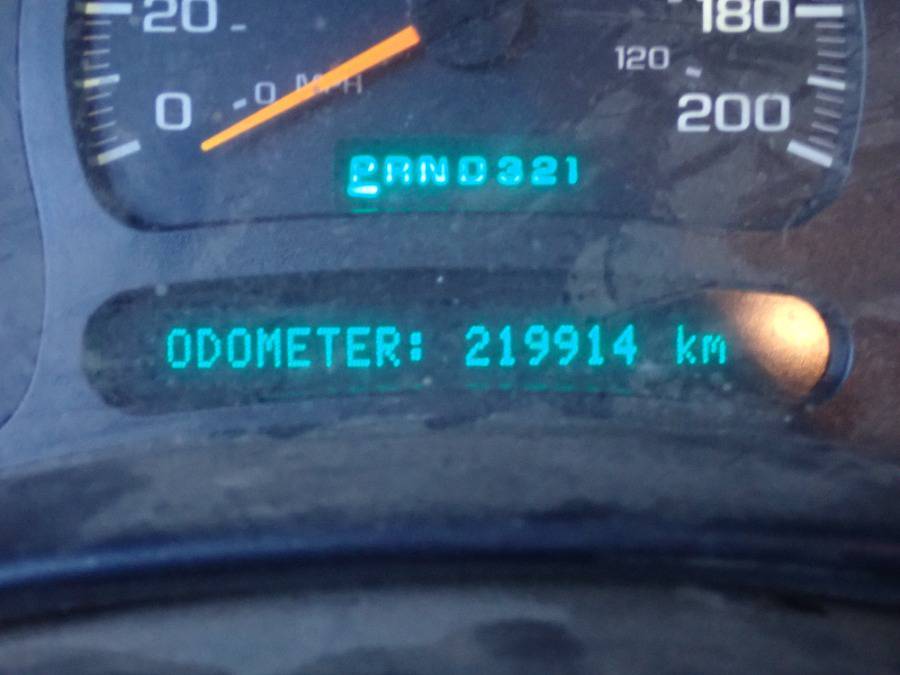 20 180
120
0 0 MPH 200
PRND321
ODOMETER: 219914 km